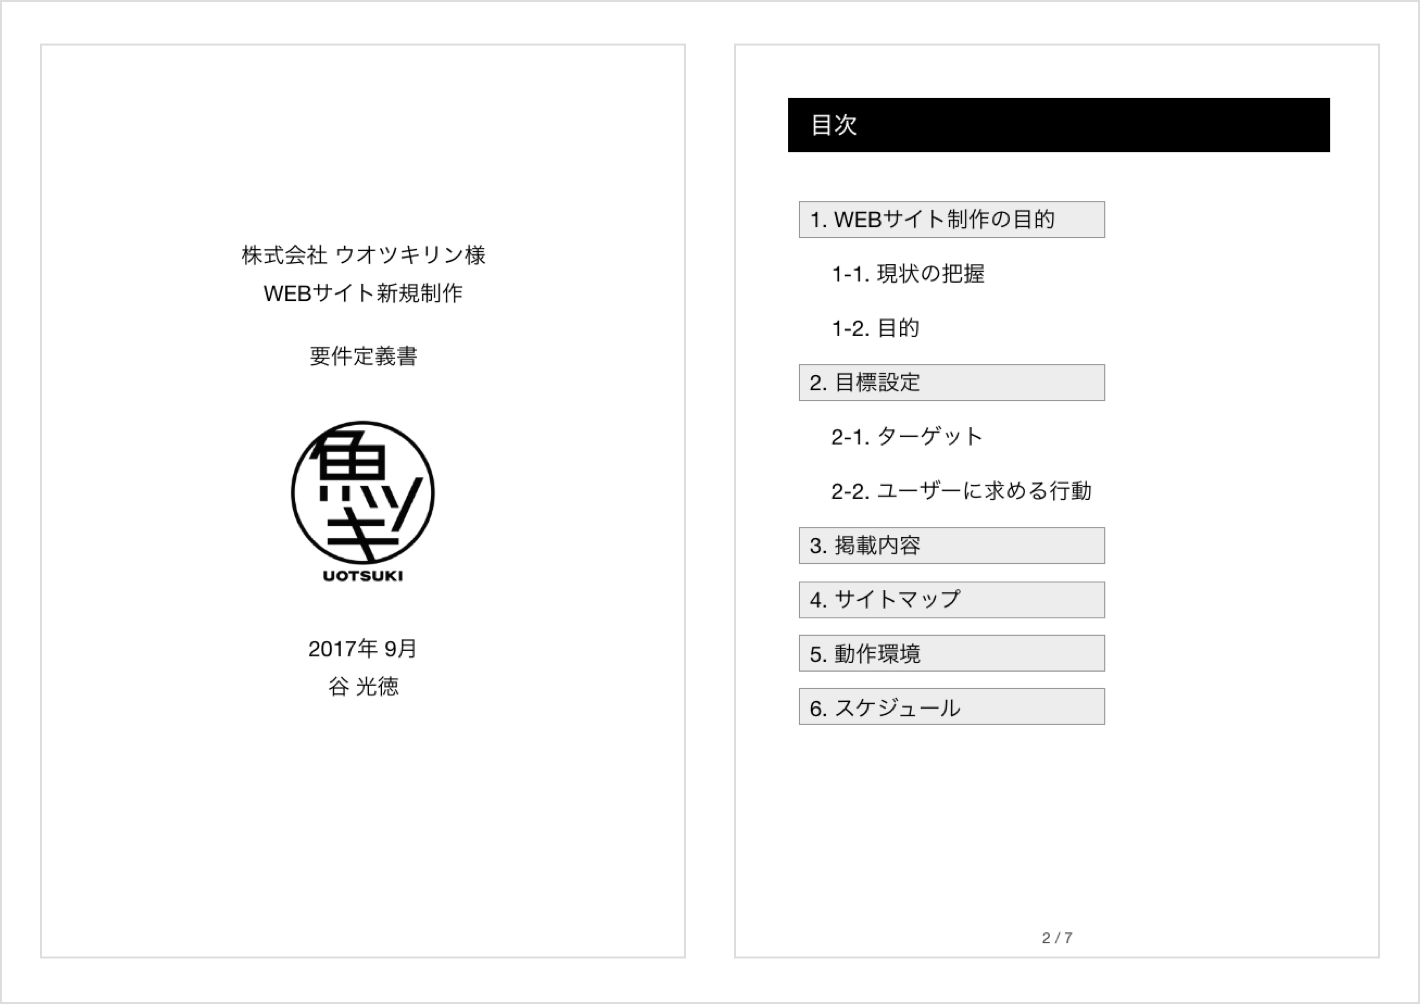 株式会社 ウオツキリン様
WEBサイト新規制作
要件定義書
魚ツキ
UOTSUKI
2017年 9月
谷 光徳
目次
1. WEBサイト制作の目的
1-1. 現状の把握
1-2. 目的
2. 目標設定
2-1. ターゲット
2-2. ユーザーに求める行動
3. 掲載内容
4. サイトマップ
5. 動作環境
6. スケジュール
2 / 7